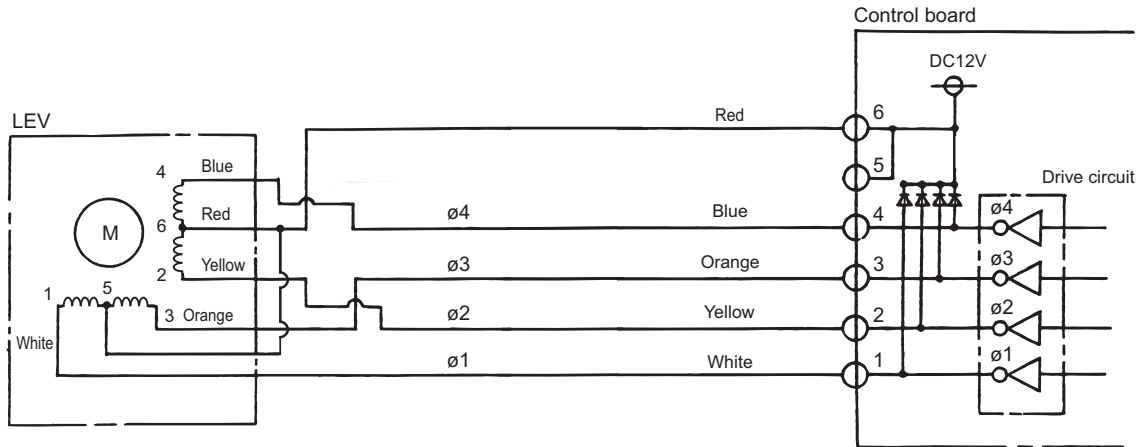 Control board
DC12V
LEV
Red
6
5
4 Blue
Drive circuit
6 Red
ø4 Blue 4 ø4
M
2 Yellow
ø3 Orange 3 ø3
1 5
3 Orange
ø2 Yellow 2 ø2
White
ø1 White 1 ø1